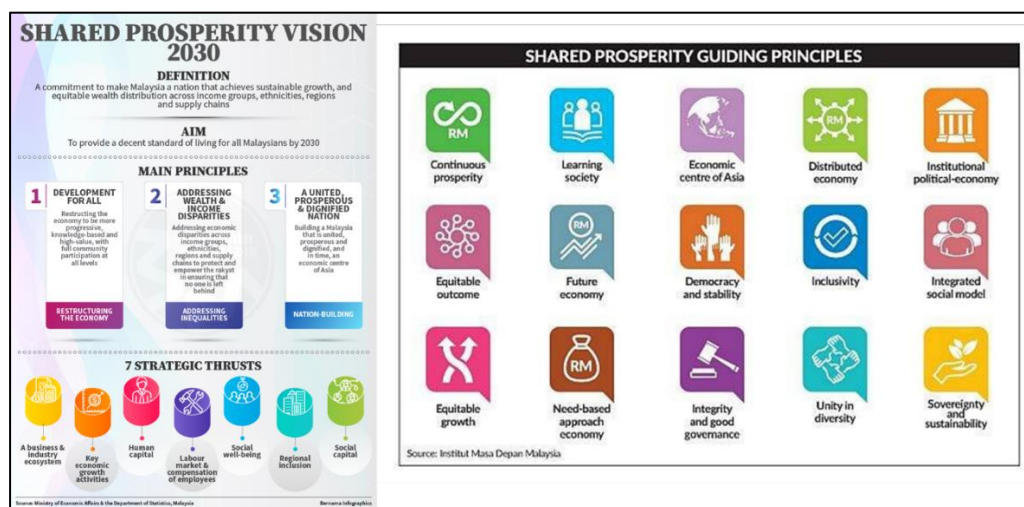 SHARED PROSPERITY VISION
2030
DEFINITION
A commitment to make Malaysia a nation that achieves sustainable growth, and
equitable wealth distribution across income groups, ethnicities, regions
and supply chains
AIM
To provide a decent standard of living for all Malaysians by 2030
MAIN PRINCIPLES
1
DEVELOPMENT
FOR ALL
Restructing the
economy to be more
progressive,
knowledge-based and
high-value, with
full community
participation at
all levels
RESTRUCTURING
THE ECONOMY
2
ADDRESSING
WEALTH &
INCOME
DISPARITIES
Addressing economic
disparities across
income groups,
ethnicities,
regions and supply
chains to protect and
empower the rakyat
in ensuring that
no one is left
behind
ADDRESSING
INEQUALITIES
3
A UNITED,
PROSPEROUS
& DIGNIFIED
NATION
Building a Malaysia
that is united,
prosperous and
dignified, and
in time, an
economic centre
of Asia
NATION-BUILDING
7 STRATEGIC THRUSTS
A business &
industry
ecosystem
Key
economic
growth
activities
Human
capital
Labour
market &
compensation
of employees
Social
well-being
Regional
inclusion
Social
capital
Source: Ministry of Economic Affairs & the Department of Statistics, Malaysia
Bernama Infographics
SHARED PROSPERITY GUIDING PRINCIPLES
RM
Continuous
prosperity
Learning
society
Economic
centre of Asia
RM
Distributed
economy
Institutional
political-economy
Equitable
outcome
RM
Future
economy
Democracy
and stability
Inclusivity
Integrated
social model
Equitable
growth
RM
Need-based
approach
economy
Integrity
and good
governance
Unity in
diversity
Sovereignty
and
sustainability
Source: Institut Masa Depan Malaysia